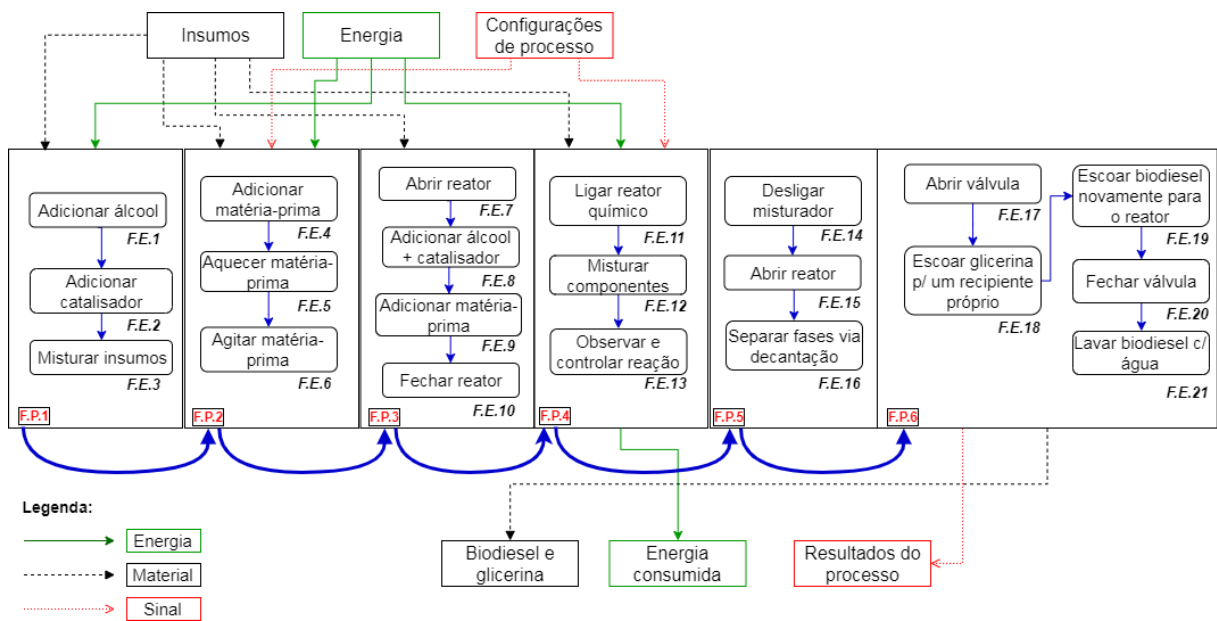 Insumos
Energia
Configurações
de processo
Adicionar álcool
F.E.1
Adicionar
catalisador
F.E.2
Misturar insumos
F.E.3
F.P.1
Adicionar
matéria-prima
F.E.4
Aquecer matéria-
prima
F.E.5
Agitar matéria-
prima
F.E.6
F.P.2
Abrir reator
F.E.7
Adicionar álcool
+ catalisador
F.E.8
Adicionar matéria-
prima
F.E.9
Fechar reator
F.E.10
F.P.3
Ligar reator
químico
F.E.11
Misturar
componentes
F.E.12
Observar e
controlar reação
F.E.13
F.P.4
Desligar
misturador
F.E.14
Abrir reator
F.E.15
Separar fases via
decantação
F.E.16
F.P.5
Abrir válvula
F.E.17
Escoar glicerina
p/ um recipiente
próprio
F.E.18
Escoar biodiesel
novamente para
o reator
F.E.19
Fechar válvula
F.E.20
Lavar biodiesel c/
água
F.E.21
F.P.6
Legenda:
Energia
Material
Sinal
Biodiesel e
glicerina
Energia
consumida
Resultados do
processo